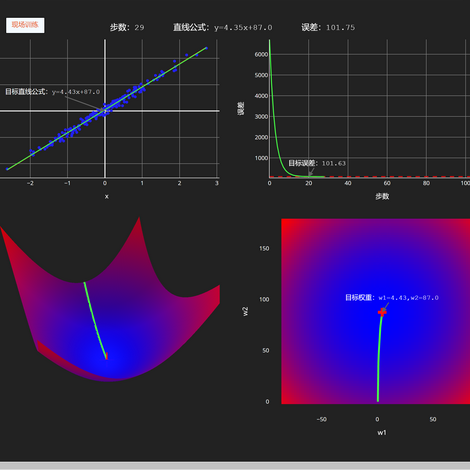 现场训练
步数: 29 直线公式: y=4.35x+87.0 误差: 101.75
目标直线公式: y=4.43x+87.0
−2 −1 0 1 2 3
x
误差
6000
5000
4000
3000
2000
1000
目标误差: 101.63
0 20 40 60 80 100
步数
w2
150
100
50
0
目标权重: w1=4.43,w2=87.0
−50 0 50
w1